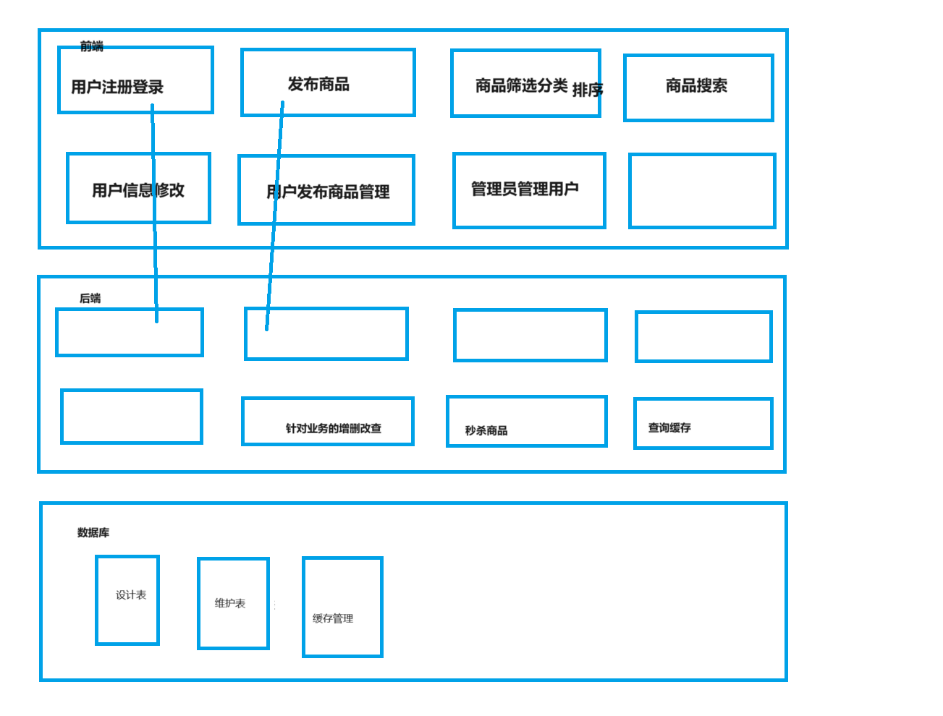 前端
用户注册登录
发布商品
商品筛选分类 排序
商品搜索
用户信息修改
用户发布商品管理
管理员管理用户
后端
针对业务的增删改查
秒杀商品
查询缓存
数据库
设计表
维护表
缓存管理